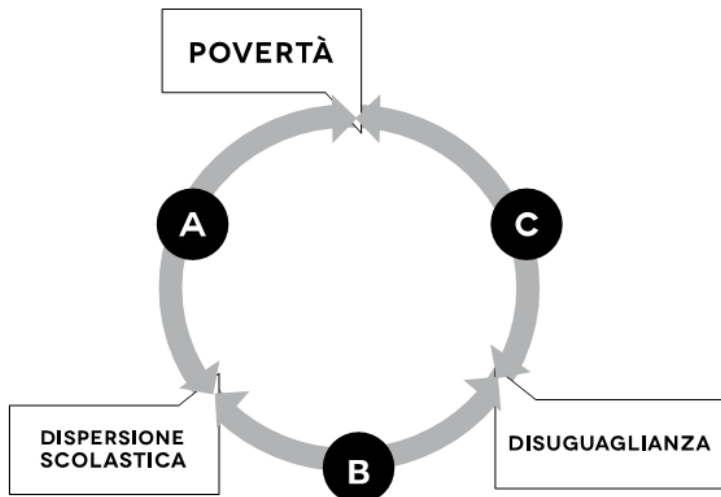 POVERTÀ
A
C
DISPERSIONE
SCOLASTICA
DISUGUAGLIANZA
B